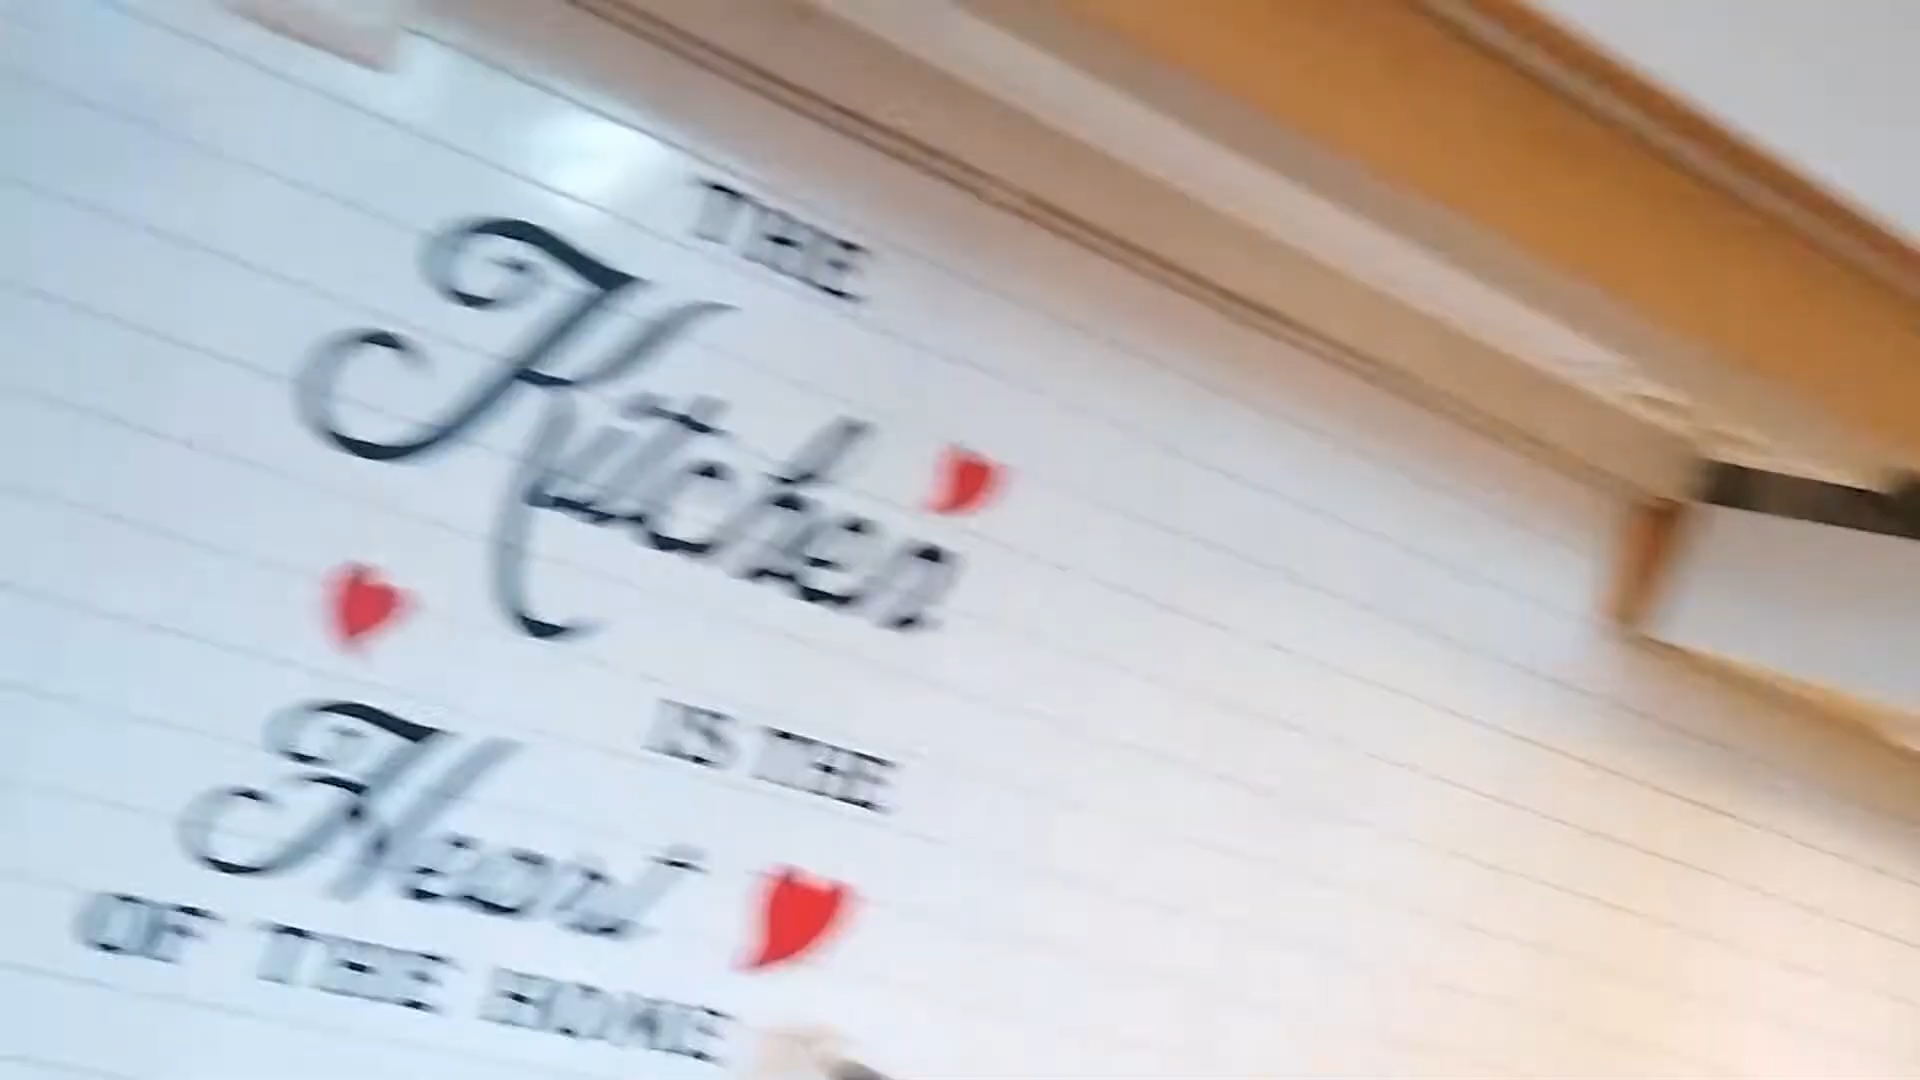 THE
Kitchen
IS THE
Heart
OF THE HOME